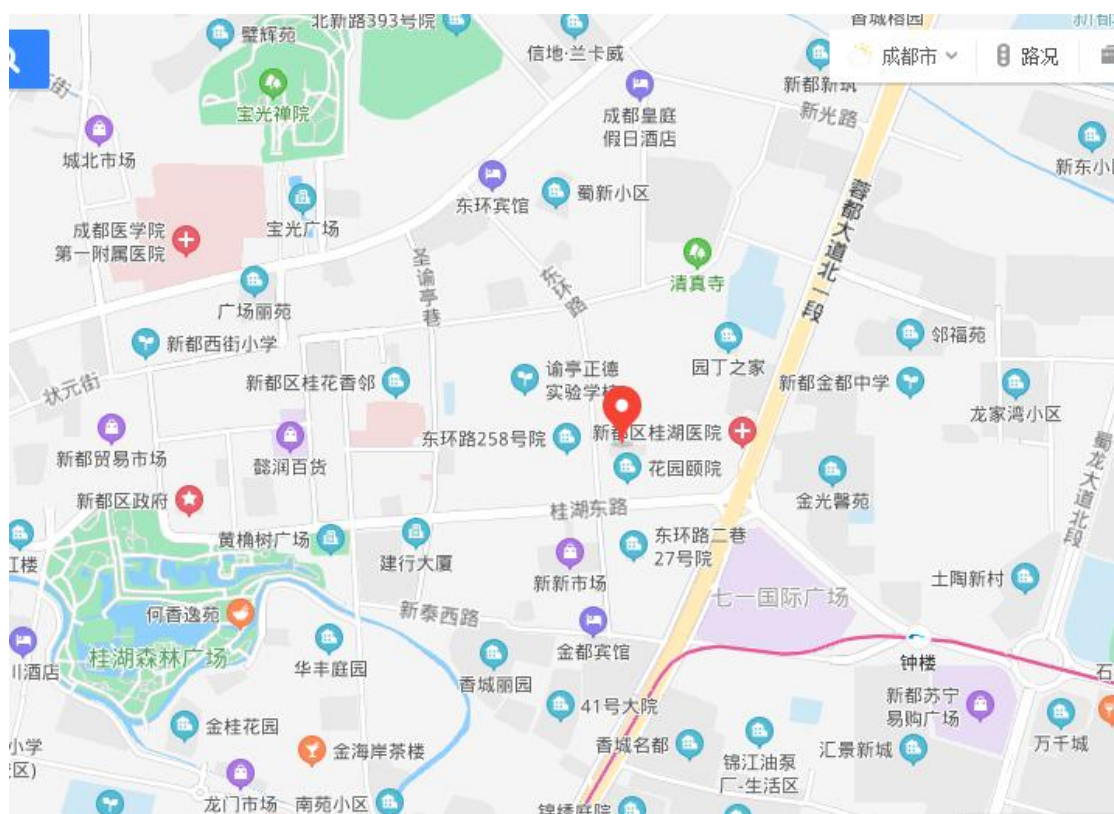 北新路393号院
香城榕园
璧辉苑
信地·兰卡威
成都市
路况
新都新筑
宝光禅院
成都皇庭
假日酒店
新光路
城北市场
新东小
东环宾馆
蜀新小区
蓉都大道北一段
成都医学院
第一附属医院
宝光广场
圣谕亭巷
东环路
清真寺
广场丽苑
新都西街小学
邻福苑
状元街
新都区桂花香邻
谕亭正德
实验学校
园丁之家
新都金都中学
龙家湾小区
新都贸易市场
懿润百货
东环路258号院
新都区桂湖医院
花园颐院
蜀龙大道北段
新都区政府
桂湖东路
金光馨苑
黄桷树广场
建行大厦
东环路二巷
27号院
江楼
新新市场
七一国际广场
土陶新村
何香逸苑
新泰西路
桂湖森林广场
华丰庭园
金都宾馆
钟楼
川酒店
香城丽园
石
新都苏宁
易购广场
41号大院
金桂花园
金海岸茶楼
香城名都
锦江油泵
厂-生活区
汇景新城
万千城
小学
区)
龙门市场
南苑小区
锦绣庭院